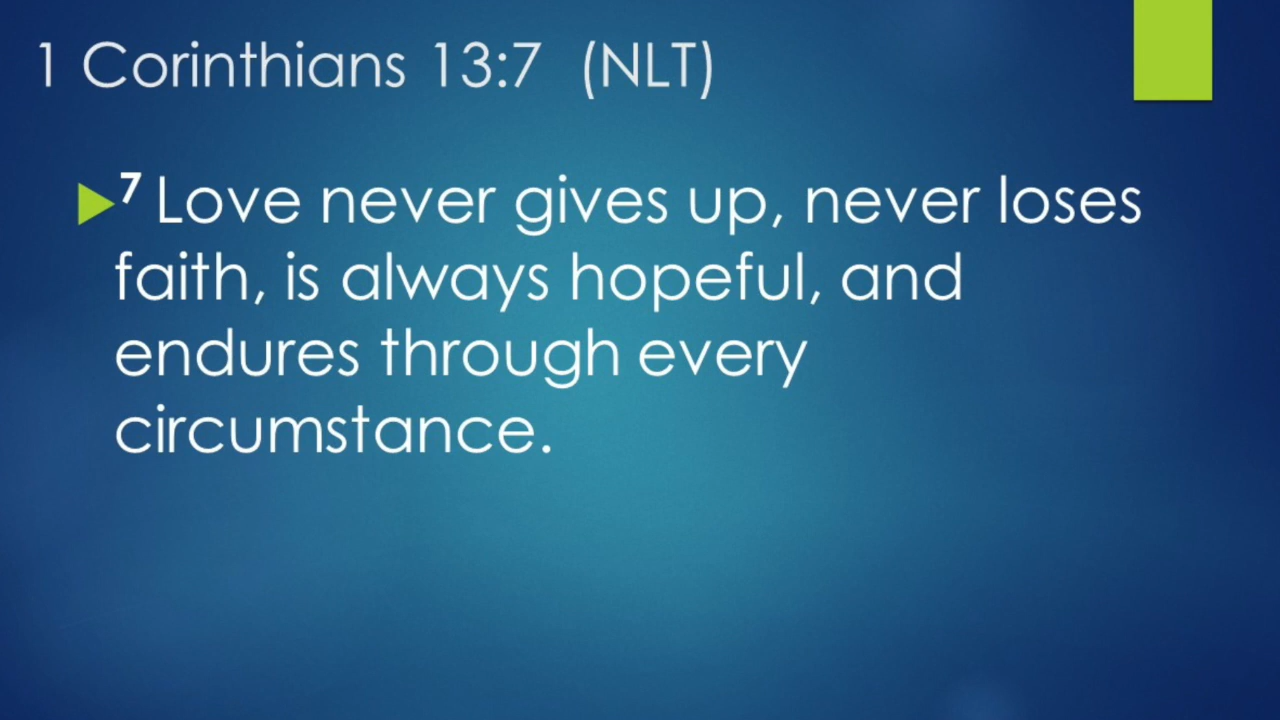 1 Corinthians 13:7 (NLT)
7 Love never gives up, never loses
faith, is always hopeful, and
endures through every
circumstance.